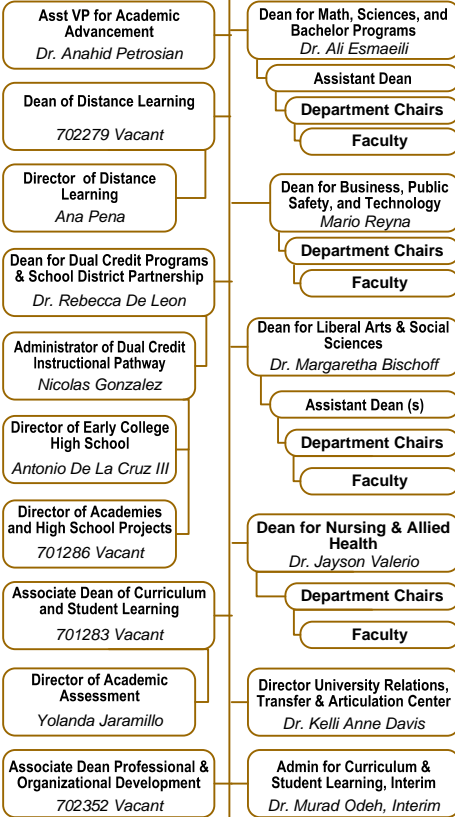 Asst VP for Academic
Advancement
Dr. Anahid Petrosian
Dean of Distance Learning
702279 Vacant
Director of Distance
Learning
Ana Pena
Dean for Dual Credit Programs
& School District Partnership
Dr. Rebecca De Leon
Administrator of Dual Credit
Instructional Pathway
Nicolas Gonzalez
Director of Early College
High School
Antonio De La Cruz III
Director of Academies
and High School Projects
701286 Vacant
Associate Dean of Curriculum
and Student Learning
701283 Vacant
Director of Academic
Assessment
Yolanda Jaramillo
Associate Dean Professional &
Organizational Development
702352 Vacant
Dean for Math, Sciences, and
Bachelor Programs
Dr. Ali Esmaeili
Assistant Dean
Department Chairs
Faculty
Dean for Business, Public
Safety, and Technology
Mario Reyna
Department Chairs
Faculty
Dean for Liberal Arts & Social
Sciences
Dr. Margaretha Bischoff
Assistant Dean (s)
Department Chairs
Faculty
Dean for Nursing & Allied
Health
Dr. Jayson Valerio
Department Chairs
Faculty
Director University Relations,
Transfer & Articulation Center
Dr. Kelli Anne Davis
Admin for Curriculum &
Student Learning, Interim
Dr. Murad Odeh, Interim